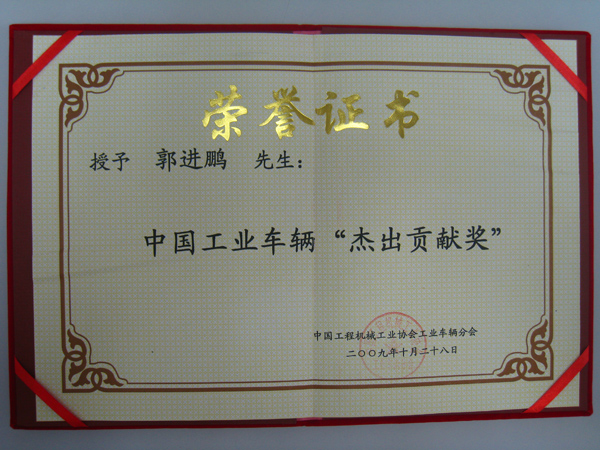 荣誉证书
授予 郭进鹏 先生：
中国工业车辆“杰出贡献奖”
中国工程机械工业协会工业车辆分会
二〇〇九年十月二十八日